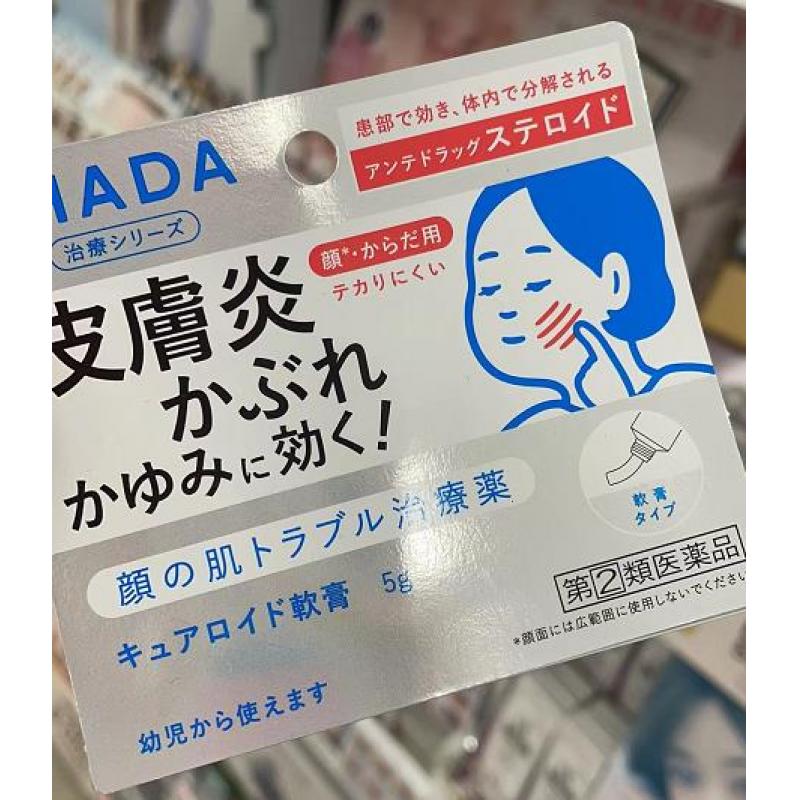 患部で効き、体内で分解される
アンテドラッグステロイド
IADA
治療シリーズ
顔*・からだ用
テカりにくい
皮膚炎
かぶれ
かゆみに効く!
顔の肌トラブル治療薬
軟膏
タイプ
キュアロイド軟膏 5g
第②類医薬品
*顔面には広範囲に使用しないでください
幼児から使えます